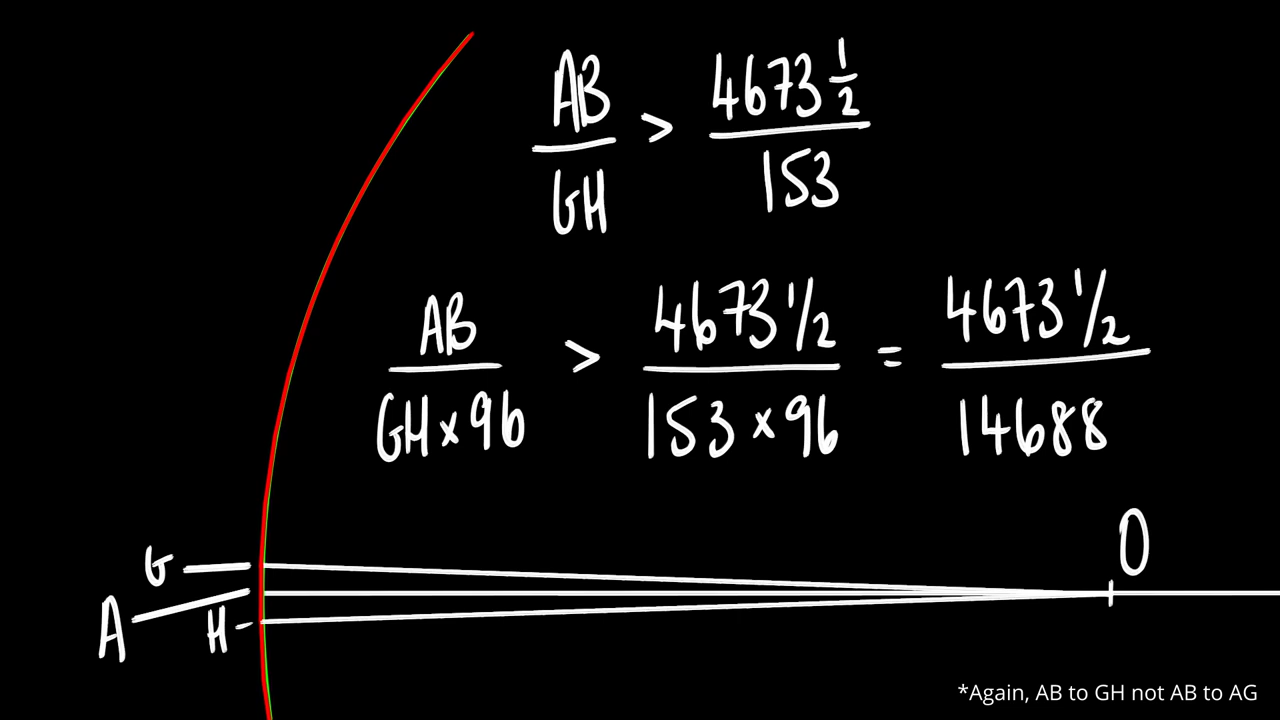 AB/GH > 4673 1/2 / 153
AB/GH×96 > 4673 1/2 / 153×96 = 4673 1/2 / 14688
O
G
A
H
*Again, AB to GH not AB to AG